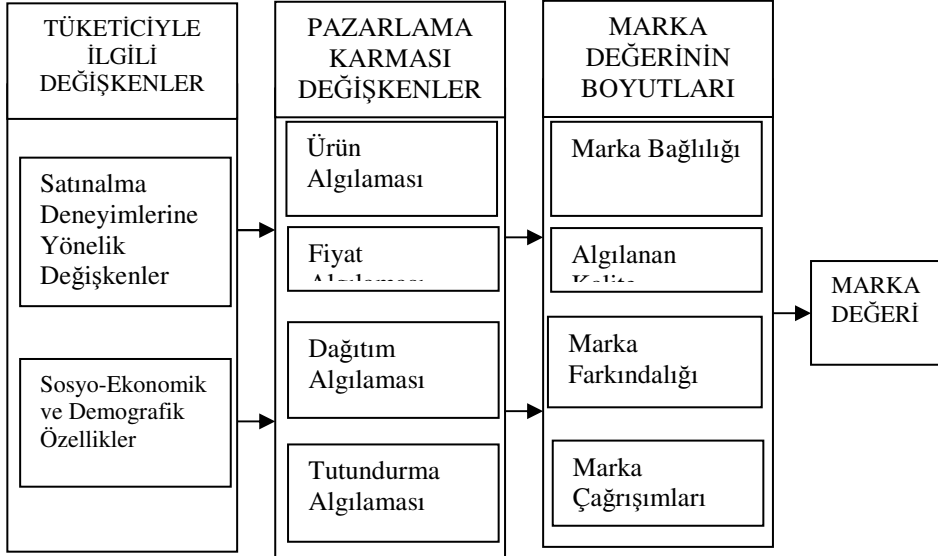 TÜKETİCİYLE
İLGİLİ
DEĞİŞKENLER
Satınalma
Deneyimlerine
Yönelik
Değişkenler
Sosyo-Ekonomik
ve Demografik
Özellikler
PAZARLAMA
KARMASI
DEĞİŞKENLER
Ürün
Algılaması
Fiyat
Algılaması
Dağıtım
Algılaması
Tutundurma
Algılaması
MARKA
DEĞERİNİN
BOYUTLARI
Marka Bağlılığı
Algılanan
Kalite
Marka
Farkındalığı
Marka
Çağrışımları
MARKA
DEĞERİ